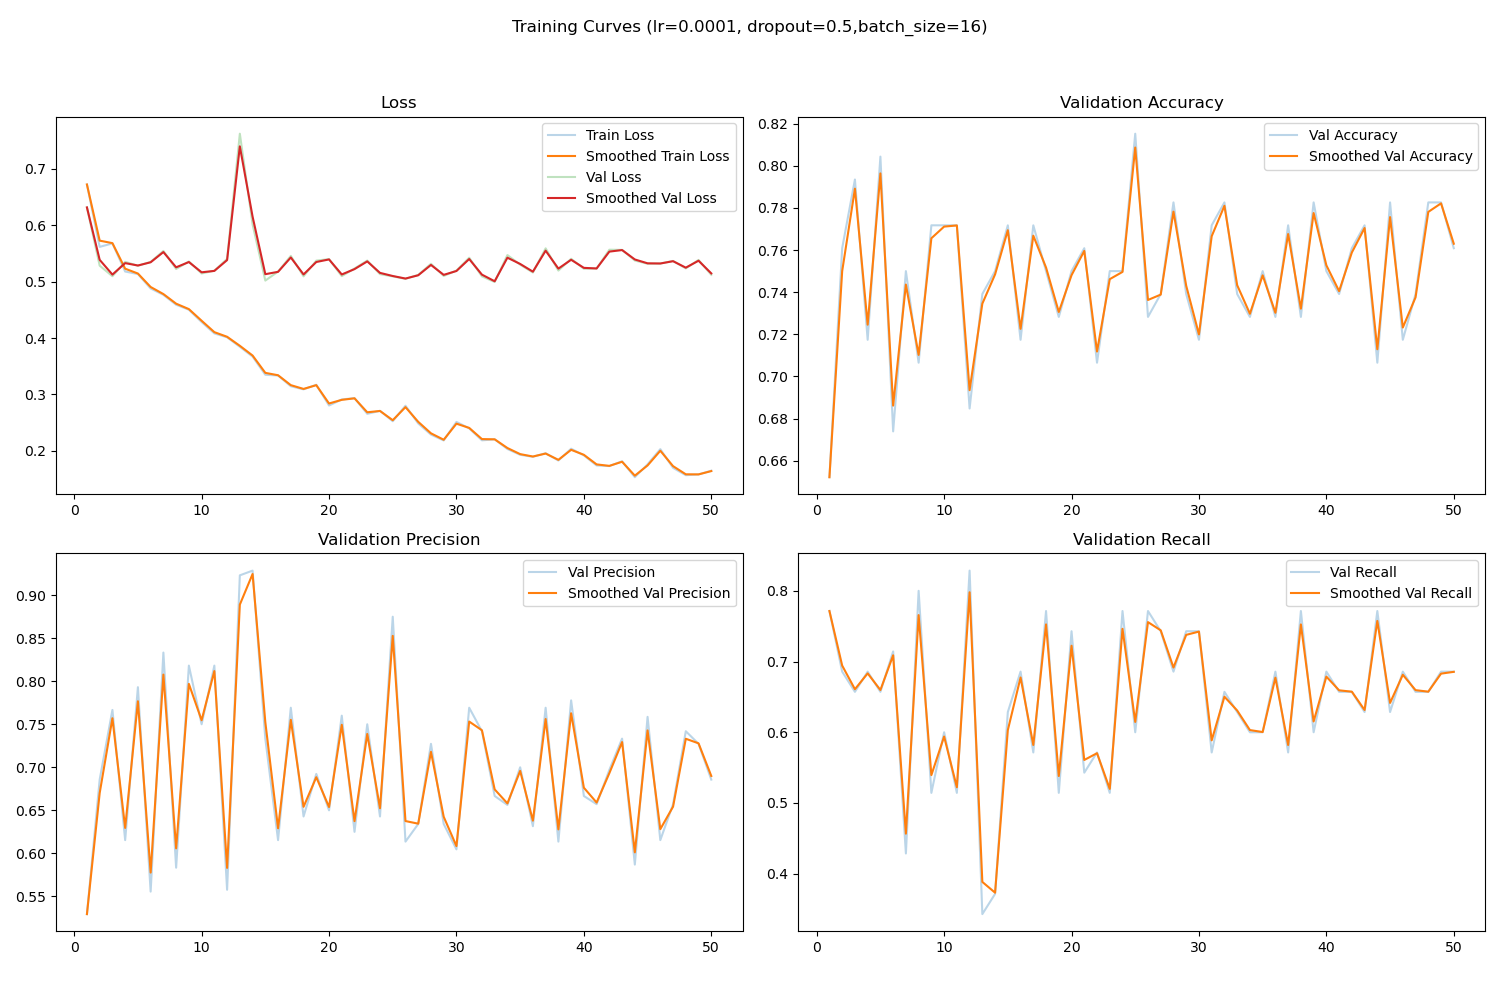 Training Curves (lr=0.0001, dropout=0.5,batch_size=16)
Loss
Train Loss
Smoothed Train Loss
Val Loss
Smoothed Val Loss
0.7
0.6
0.5
0.4
0.3
0.2
0 10 20 30 40 50
Validation Accuracy
Val Accuracy
Smoothed Val Accuracy
0.82
0.80
0.78
0.76
0.74
0.72
0.70
0.68
0.66
0 10 20 30 40 50
Validation Precision
Val Precision
Smoothed Val Precision
0.90
0.85
0.80
0.75
0.70
0.65
0.60
0.55
0 10 20 30 40 50
Validation Recall
Val Recall
Smoothed Val Recall
0.8
0.7
0.6
0.5
0.4
0 10 20 30 40 50